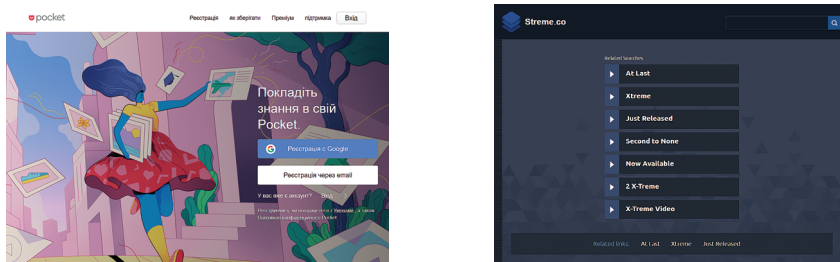 pocket
Реєстрація як зберігати Преміум підтримка Вхід
Покладіть
знання в свій
Pocket.
Реєстрація с Google
Реєстрація через email
У вас вже є аккаунт? Вхід
Streme.co
Related Searches
At Last
Xtreme
Just Released
Second to None
Now Available
2 X-Treme
X-Treme Video
Related links: At Last Xtreme Just Released